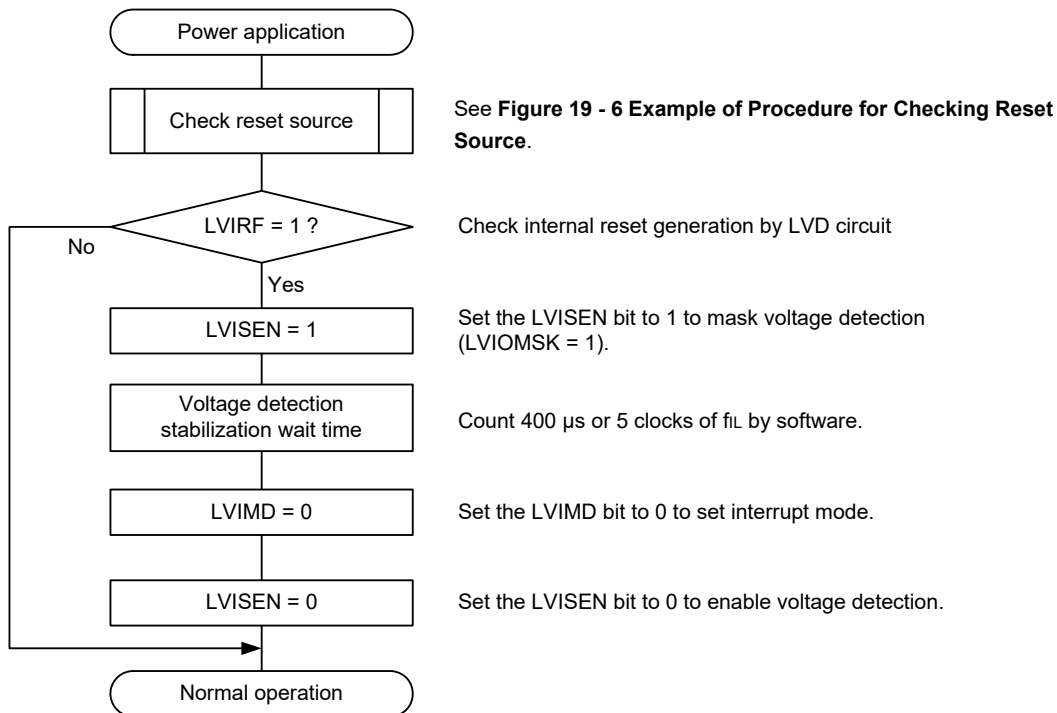 Power application
Check reset source
See Figure 19 - 6 Example of Procedure for Checking Reset
Source.
LVIRF = 1 ?
Check internal reset generation by LVD circuit
No
Yes
LVISEN = 1
Set the LVISEN bit to 1 to mask voltage detection
(LVIOMSK = 1).
Voltage detection
stabilization wait time
Count 400 µs or 5 clocks of fIL by software.
LVIMD = 0
Set the LVIMD bit to 0 to set interrupt mode.
LVISEN = 0
Set the LVISEN bit to 0 to enable voltage detection.
Normal operation